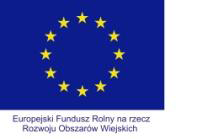 Europejski Fundusz Rolny na rzecz
Rozwoju Obszarów Wiejskich